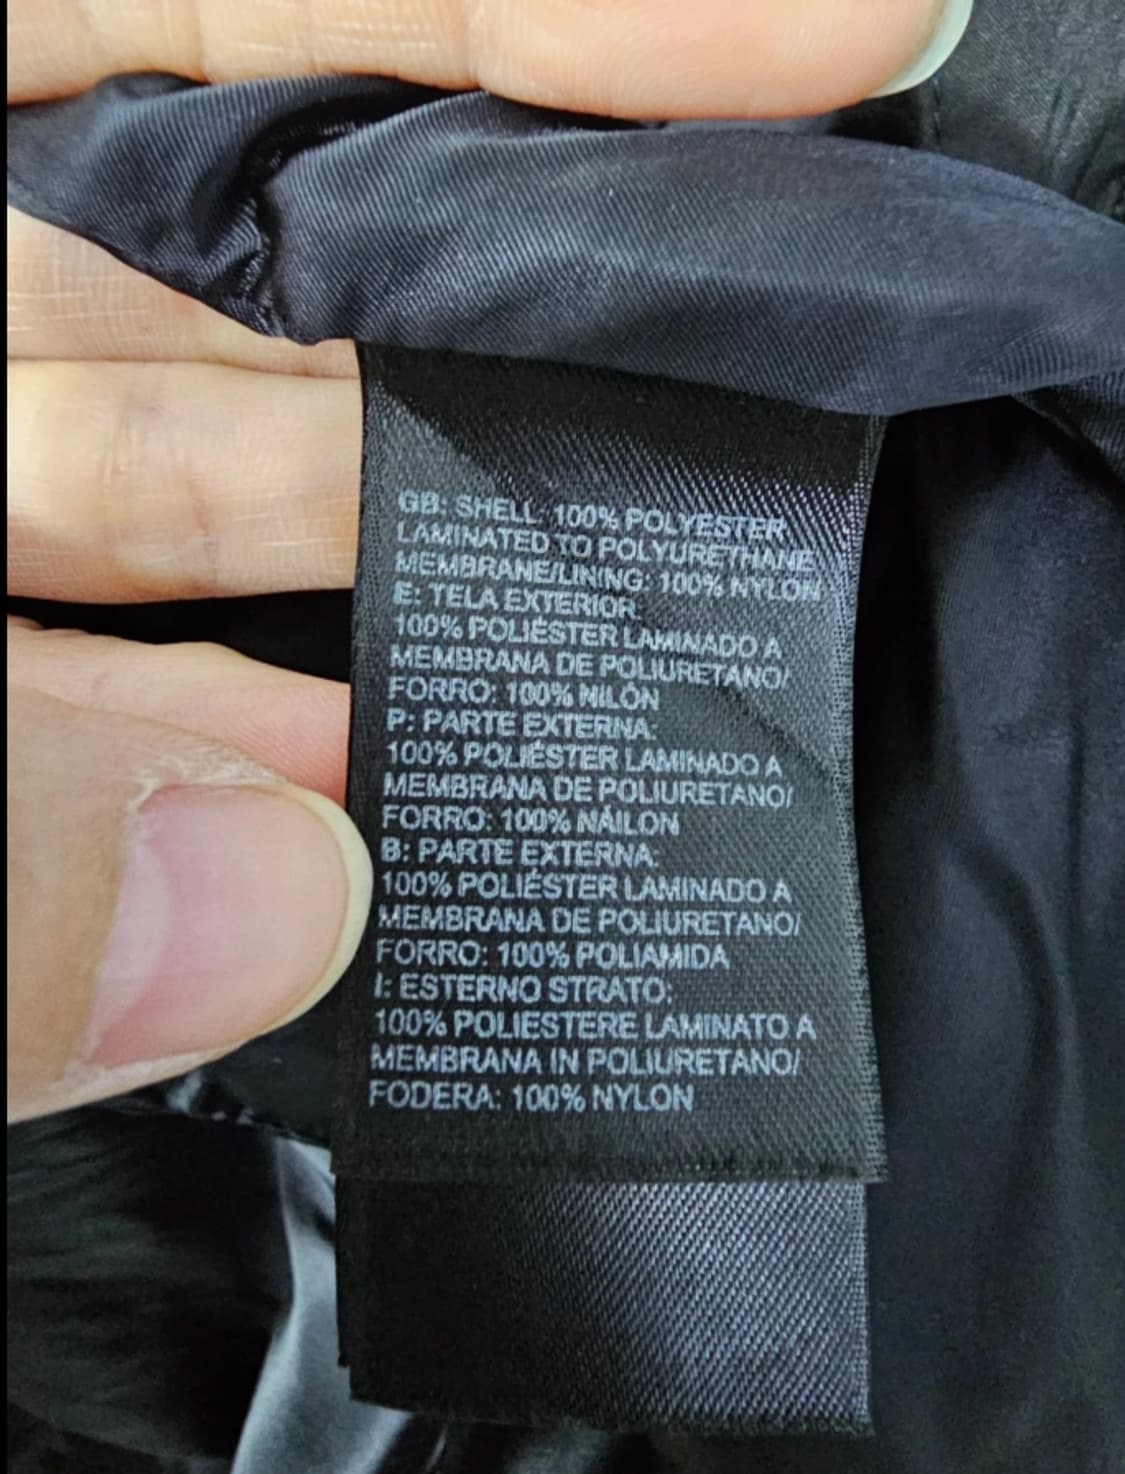 GB: SHELL: 100% POLYESTER
LAMINATED TO POLYURETHANE
MEMBRANE/LINING: 100% NYLON
E: TELA EXTERIOR:
100% POLIÉSTER LAMINADO A
MEMBRANA DE POLIURETANO/
FORRO: 100% NILÓN
P: PARTE EXTERNA:
100% POLIÉSTER LAMINADO A
MEMBRANA DE POLIURETANO/
FORRO: 100% NÁILON
B: PARTE EXTERNA:
100% POLIÉSTER LAMINADO A
MEMBRANA DE POLIURETANO/
FORRO: 100% POLIAMIDA
I: ESTERNO STRATO:
100% POLIESTERE LAMINATO A
MEMBRANA IN POLIURETANO/
FODERA: 100% NYLON